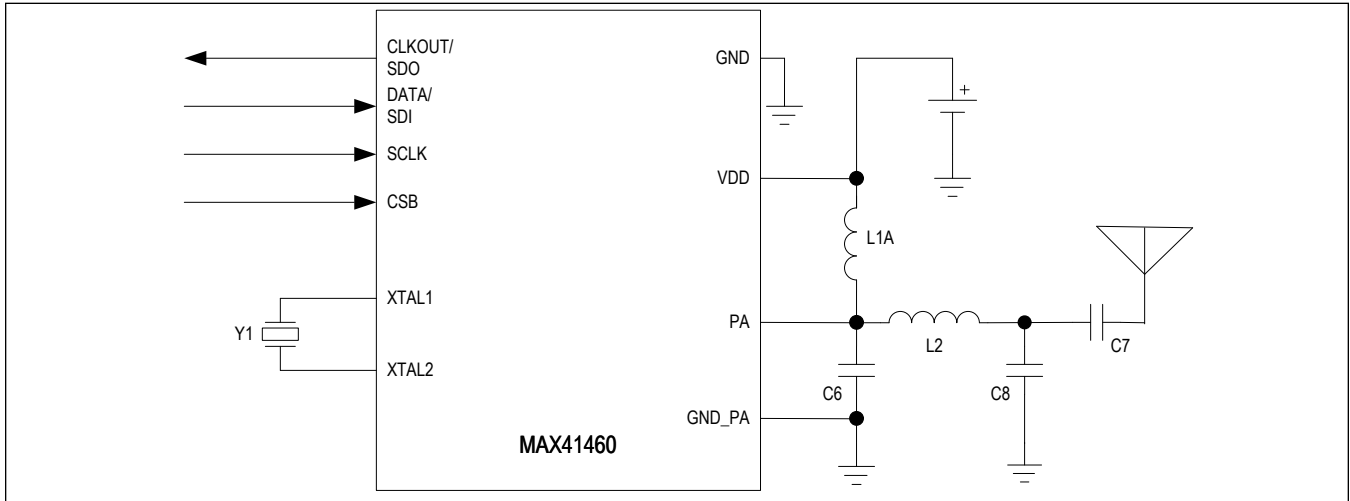 CLKOUT/
SDO
DATA/
SDI
SCLK
CSB
XTAL1
XTAL2
Y1
GND
VDD
PA
GND_PA
MAX41460
+
L1A
L2
C6
C8
C7